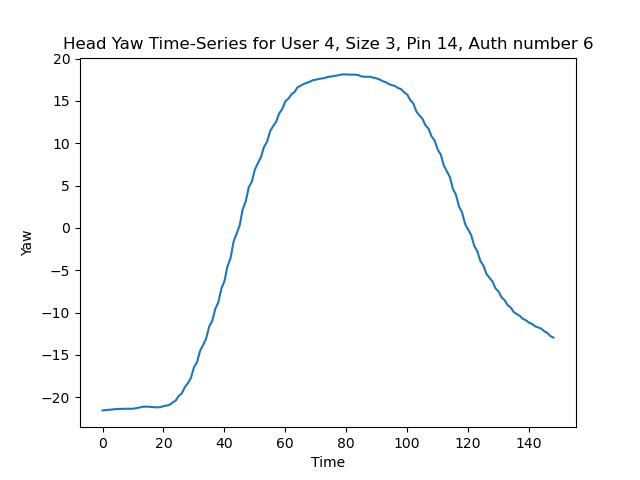 Head Yaw Time-Series for User 4, Size 3, Pin 14, Auth number 6
20
15
10
5
0
−5
−10
−15
−20
Yaw
0 20 40 60 80 100 120 140
Time